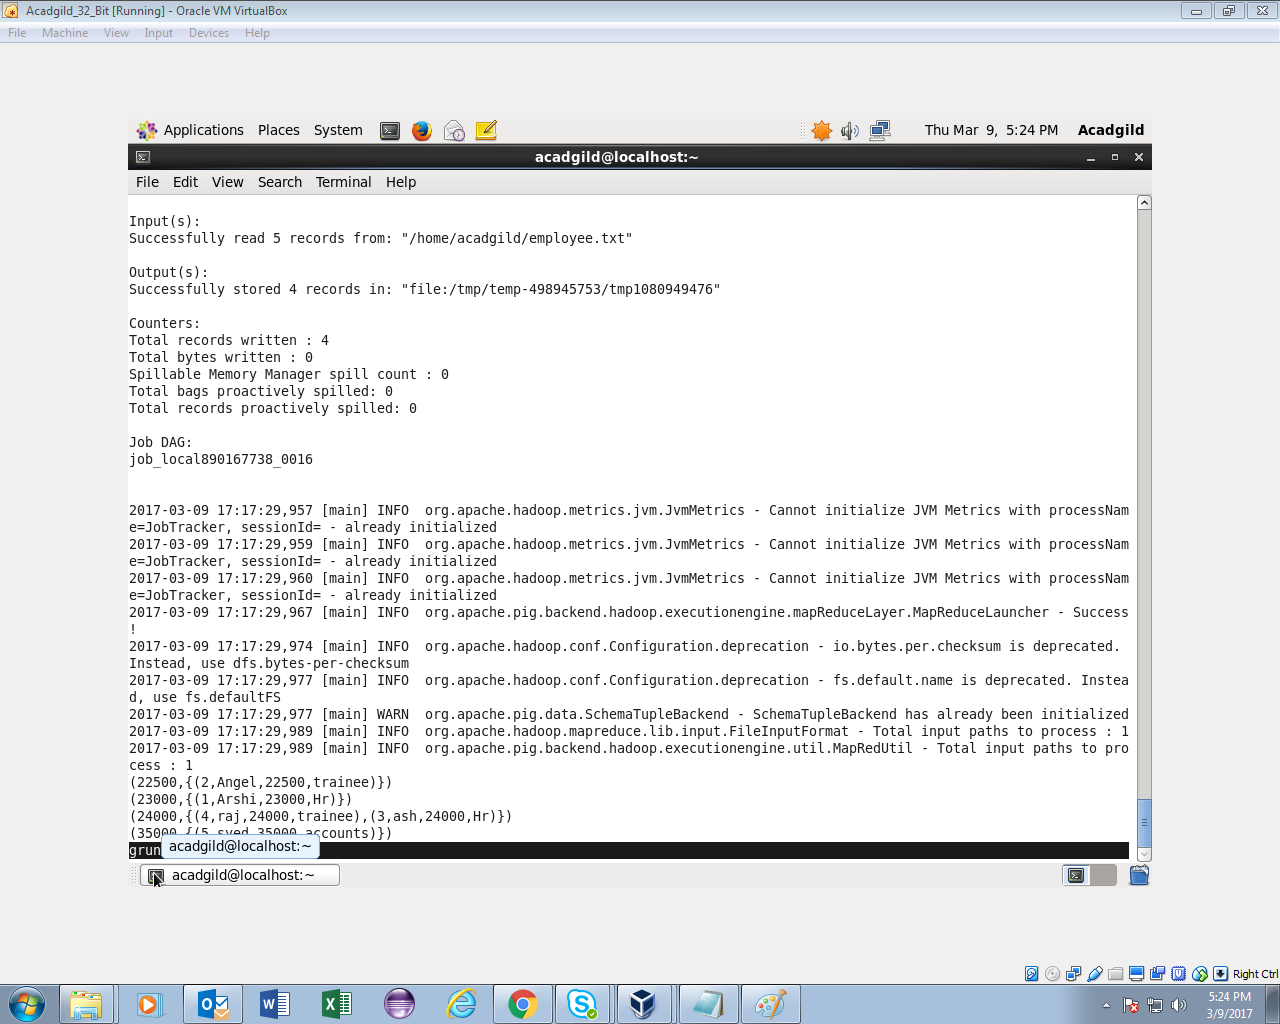 Acadgild_32_Bit [Running] - Oracle VM VirtualBox
File Machine View Input Devices Help
Applications Places System Thu Mar 9, 5:24 PM Acadgild
acadgild@localhost:~
File Edit View Search Terminal Help
Input(s):
Successfully read 5 records from: "/home/acadgild/employee.txt"
Output(s):
Successfully stored 4 records in: "file:/tmp/temp-498945753/tmp1080949476"
Counters:
Total records written : 4
Total bytes written : 0
Spillable Memory Manager spill count : 0
Total bags proactively spilled: 0
Total records proactively spilled: 0
Job DAG:
job_local890167738_0016
2017-03-09 17:17:29,957 [main] INFO  org.apache.hadoop.metrics.jvm.JvmMetrics - Cannot initialize JVM Metrics with processNam
e=JobTracker, sessionId= - already initialized
2017-03-09 17:17:29,959 [main] INFO  org.apache.hadoop.metrics.jvm.JvmMetrics - Cannot initialize JVM Metrics with processNam
e=JobTracker, sessionId= - already initialized
2017-03-09 17:17:29,960 [main] INFO  org.apache.hadoop.metrics.jvm.JvmMetrics - Cannot initialize JVM Metrics with processNam
e=JobTracker, sessionId= - already initialized
2017-03-09 17:17:29,967 [main] INFO  org.apache.pig.backend.hadoop.executionengine.mapReduceLayer.MapReduceLauncher - Success
!
2017-03-09 17:17:29,974 [main] INFO  org.apache.hadoop.conf.Configuration.deprecation - io.bytes.per.checksum is deprecated.
Instead, use dfs.bytes-per-checksum
2017-03-09 17:17:29,977 [main] INFO  org.apache.hadoop.conf.Configuration.deprecation - fs.default.name is deprecated. Instea
d, use fs.defaultFS
2017-03-09 17:17:29,977 [main] WARN  org.apache.pig.data.SchemaTupleBackend - SchemaTupleBackend has already been initialized
2017-03-09 17:17:29,989 [main] INFO  org.apache.hadoop.mapreduce.lib.input.FileInputFormat - Total input paths to process : 1
2017-03-09 17:17:29,989 [main] INFO  org.apache.pig.backend.hadoop.executionengine.util.MapRedUtil - Total input paths to pro
cess : 1
(22500,{(2,Angel,22500,trainee)})
(23000,{(1,Arshi,23000,Hr)})
(24000,{(4,raj,24000,trainee),(3,ash,24000,Hr)})
(35000,{(5,syed,35000,accounts)})
grun
acadgild@localhost:~
acadgild@localhost:~
Right Ctrl
5:24 PM
3/9/2017